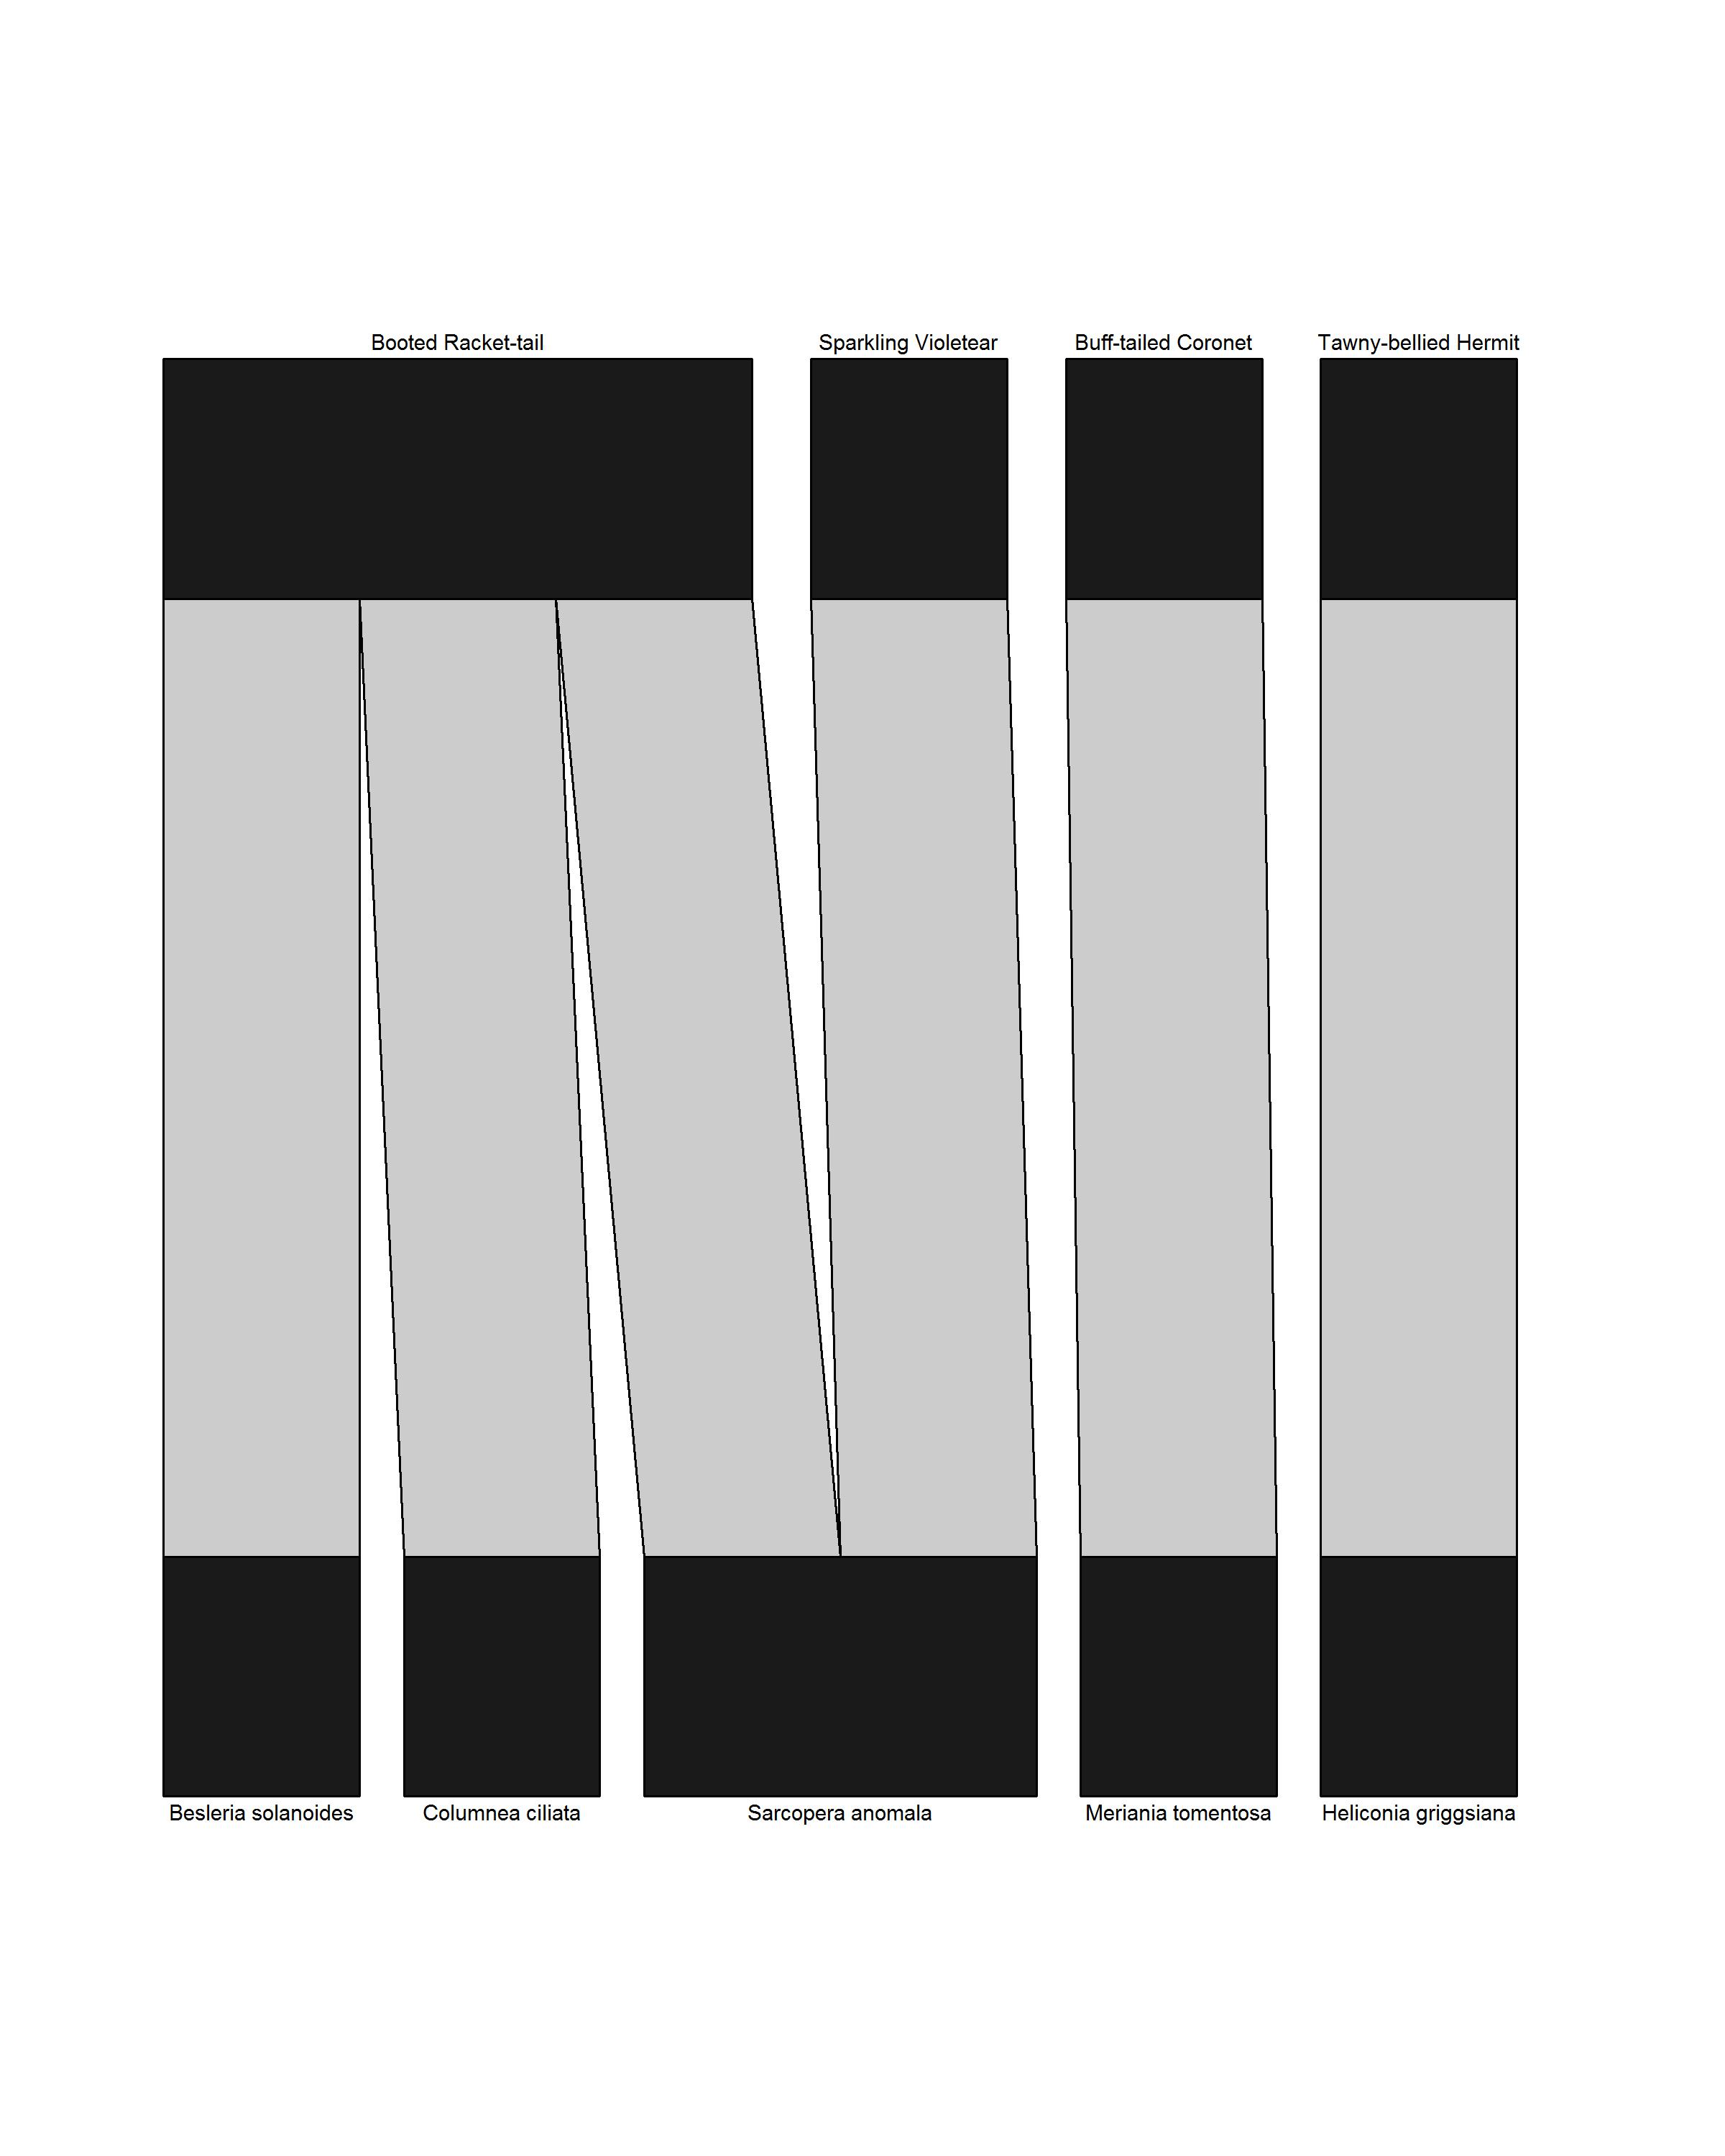 Booted Racket-tail Sparkling Violetear Buff-tailed Coronet Tawny-bellied Hermit
Besleria solanoides Columnea ciliata Sarcopera anomala Meriania tomentosa Heliconia griggsiana